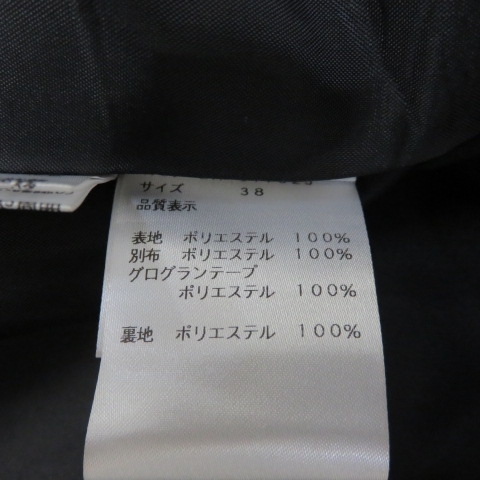 サイズ 38
品質表示
表地 ポリエステル 100%
別布 ポリエステル 100%
グログランテープ
ポリエステル 100%
裏地 ポリエステル 100%